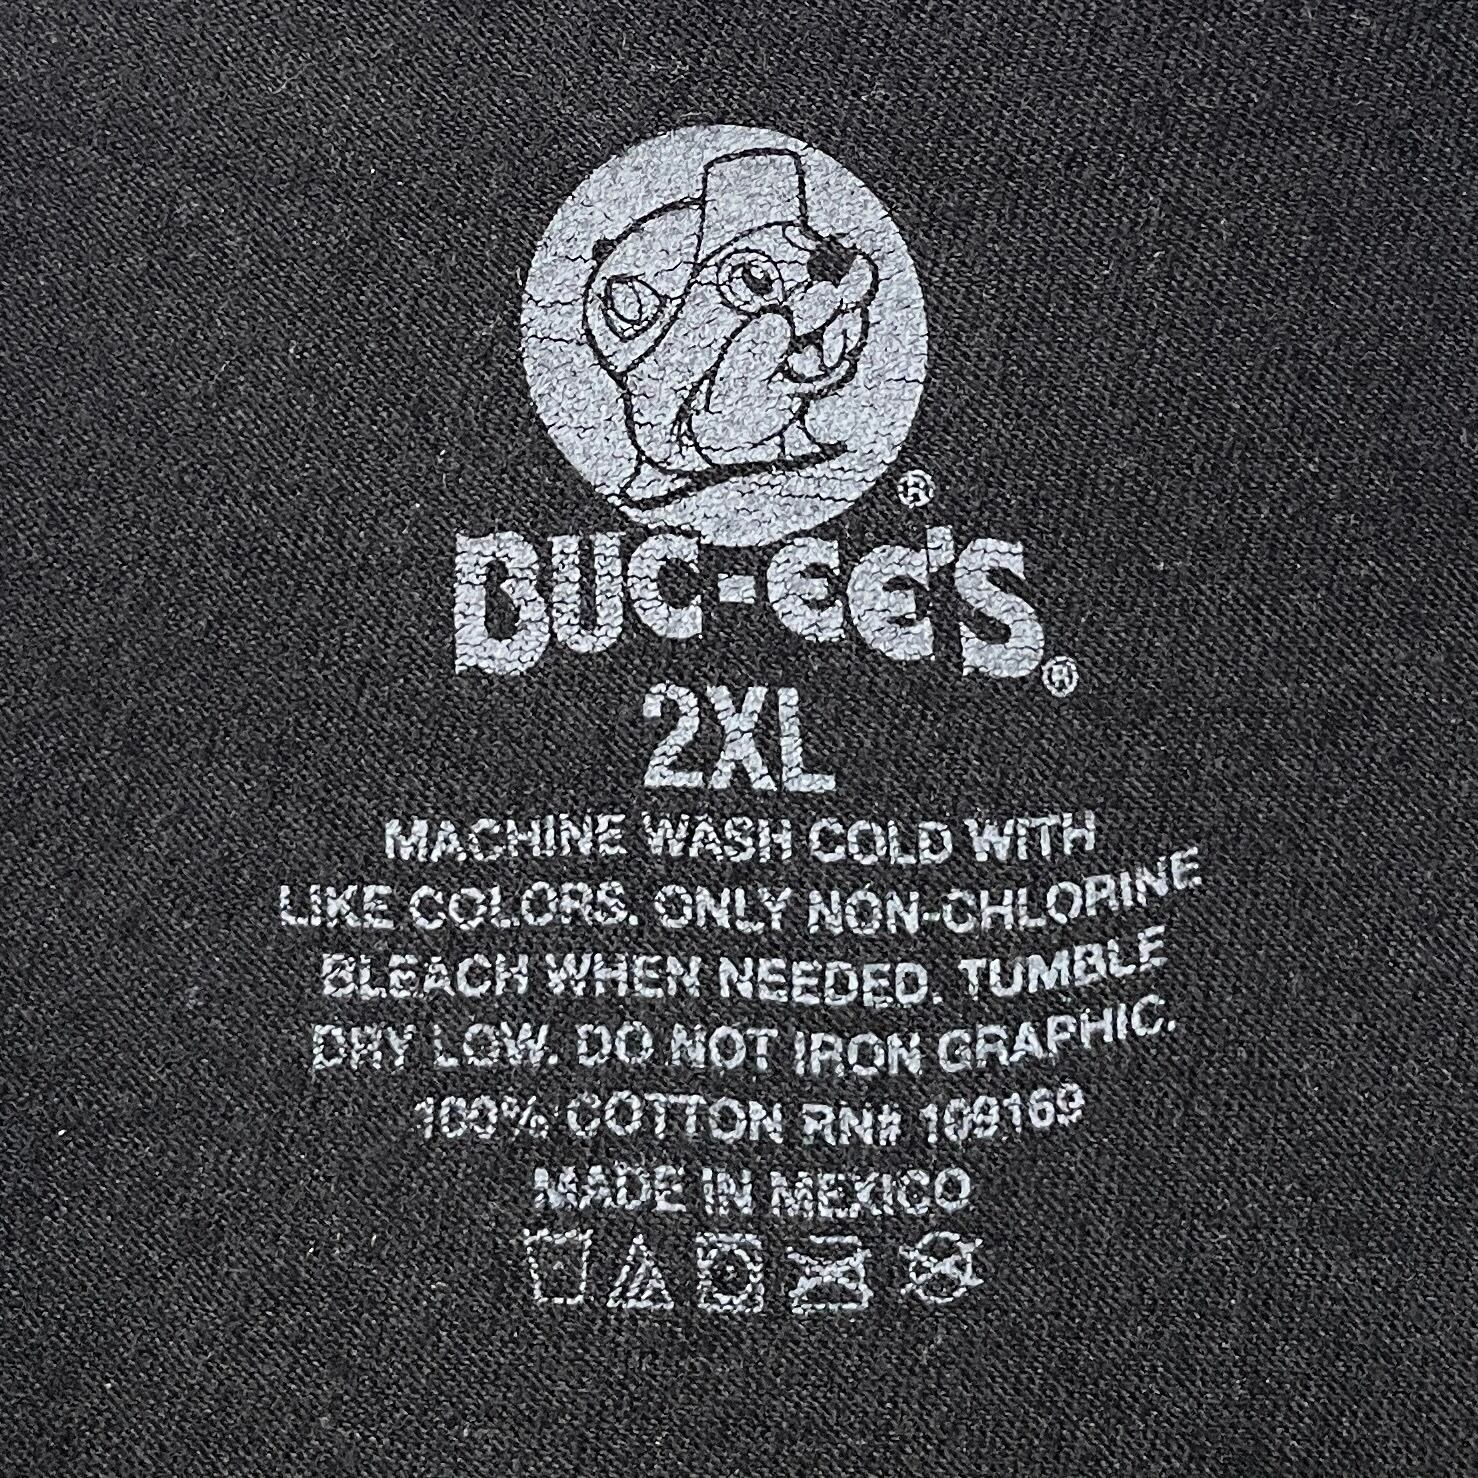 ®
BUC-EE'S®
2XL
MACHINE WASH COLD WITH
LIKE COLORS. ONLY NON-CHLORINE
BLEACH WHEN NEEDED. TUMBLE
DRY LOW. DO NOT IRON GRAPHIC.
100% COTTON RN# 109169
MADE IN MEXICO